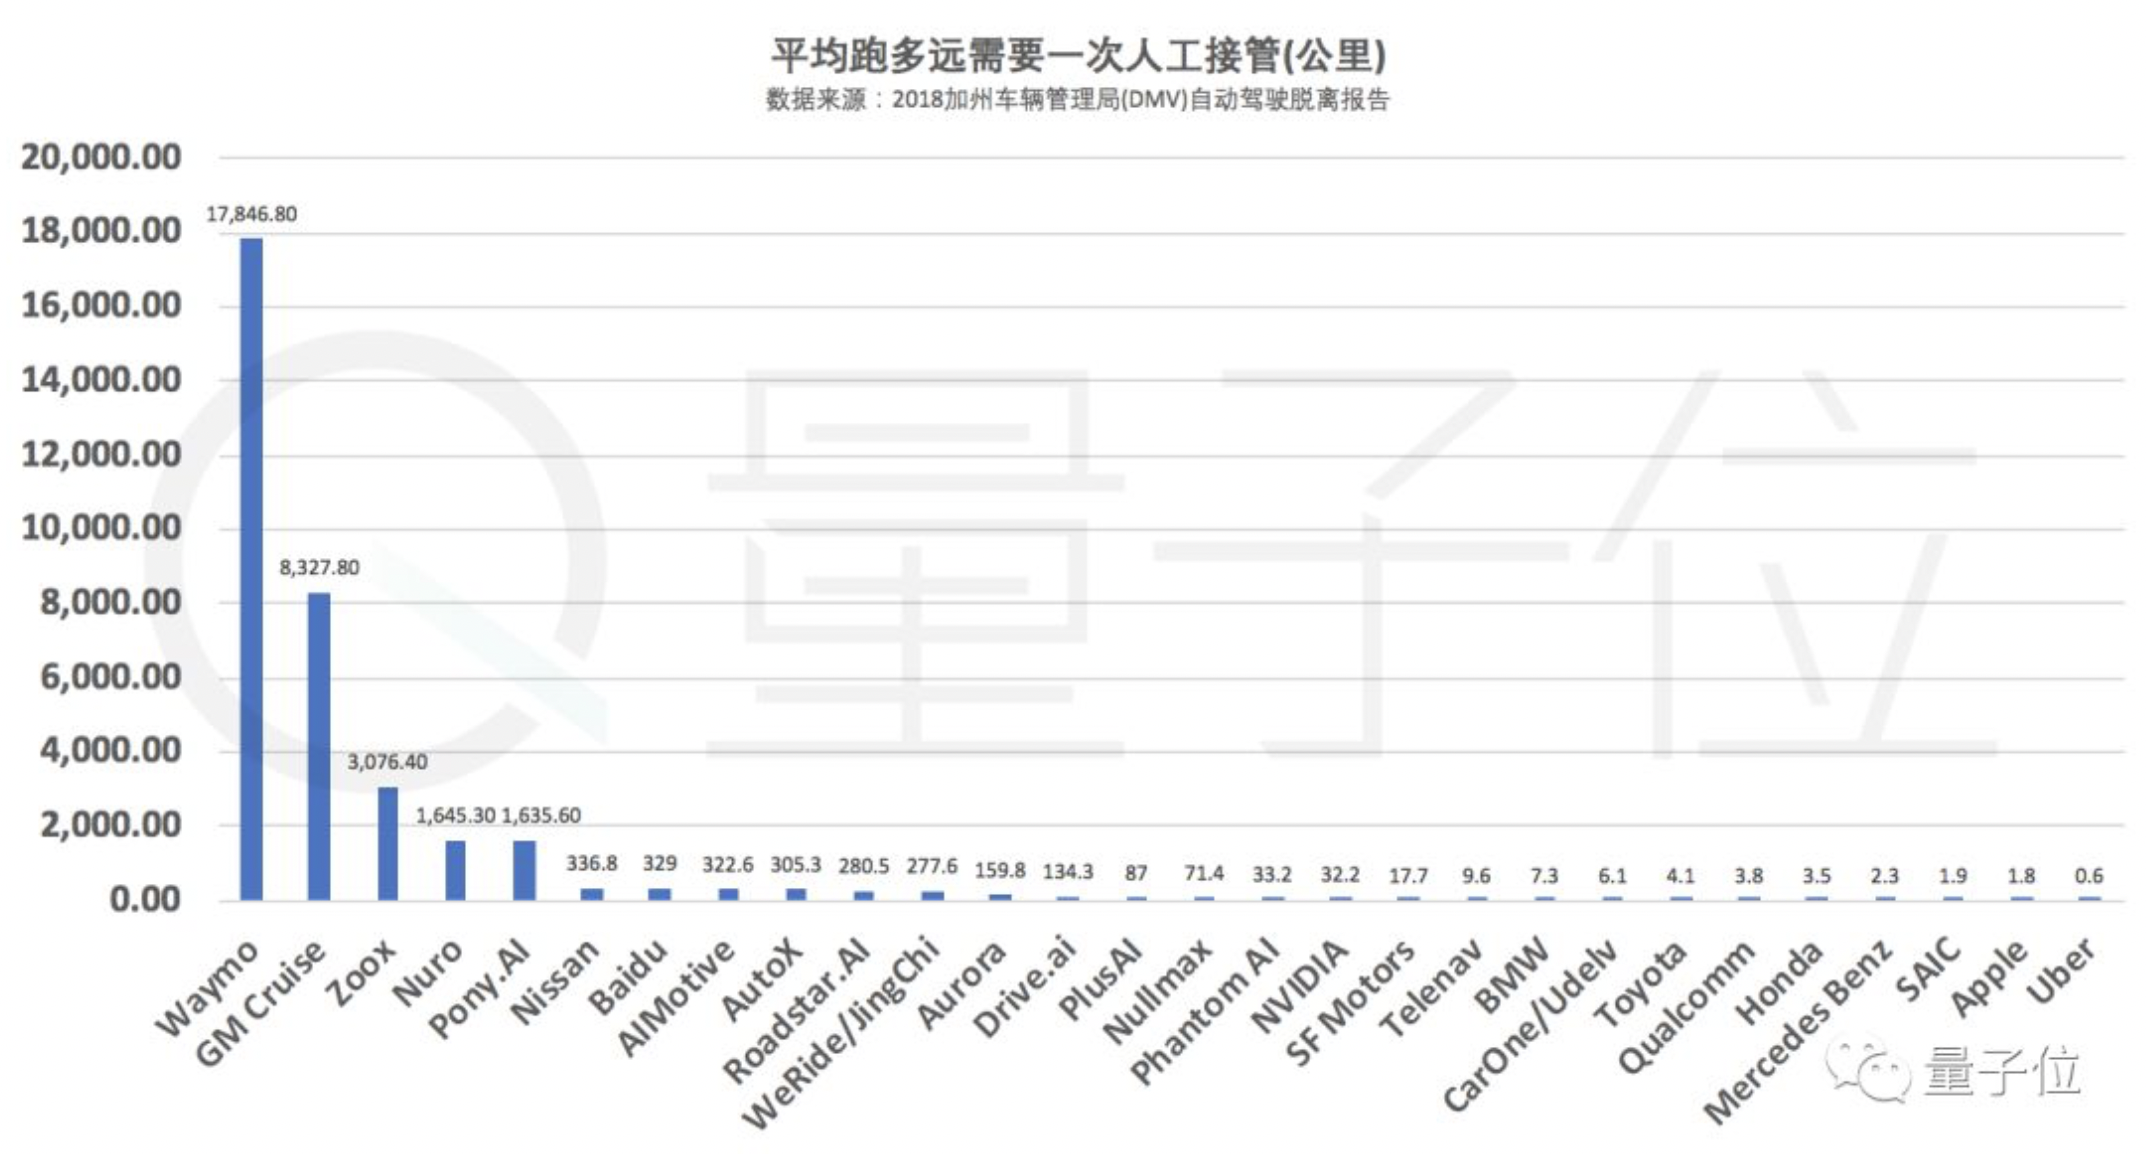 平均跑多远需要一次人工接管(公里)
数据来源：2018加州车辆管理局(DMV)自动驾驶脱离报告
20,000.00
18,000.00
16,000.00
14,000.00
12,000.00
10,000.00
8,000.00
6,000.00
4,000.00
2,000.00
0.00
17,846.80
8,327.80
3,076.40
1,645.30 1,635.60
336.8 329 322.6 305.3 280.5 277.6 159.8 134.3 87 71.4 33.2 32.2 17.7 9.6 7.3 6.1 4.1 3.8 3.5 2.3 1.9 1.8 0.6
Waymo
GM Cruise
Zoox
Nuro
Pony.AI
Nissan
Baidu
AIMotive
AutoX
Roadstar.AI
WeRide/JingChi
Aurora
Drive.ai
PlusAI
Nullmax
Phantom AI
NVIDIA
SF Motors
Telenav
BMW
CarOne/Udelv
Toyota
Qualcomm
Honda
Mercedes Benz
SAIC
Apple
Uber
量子位
量子位